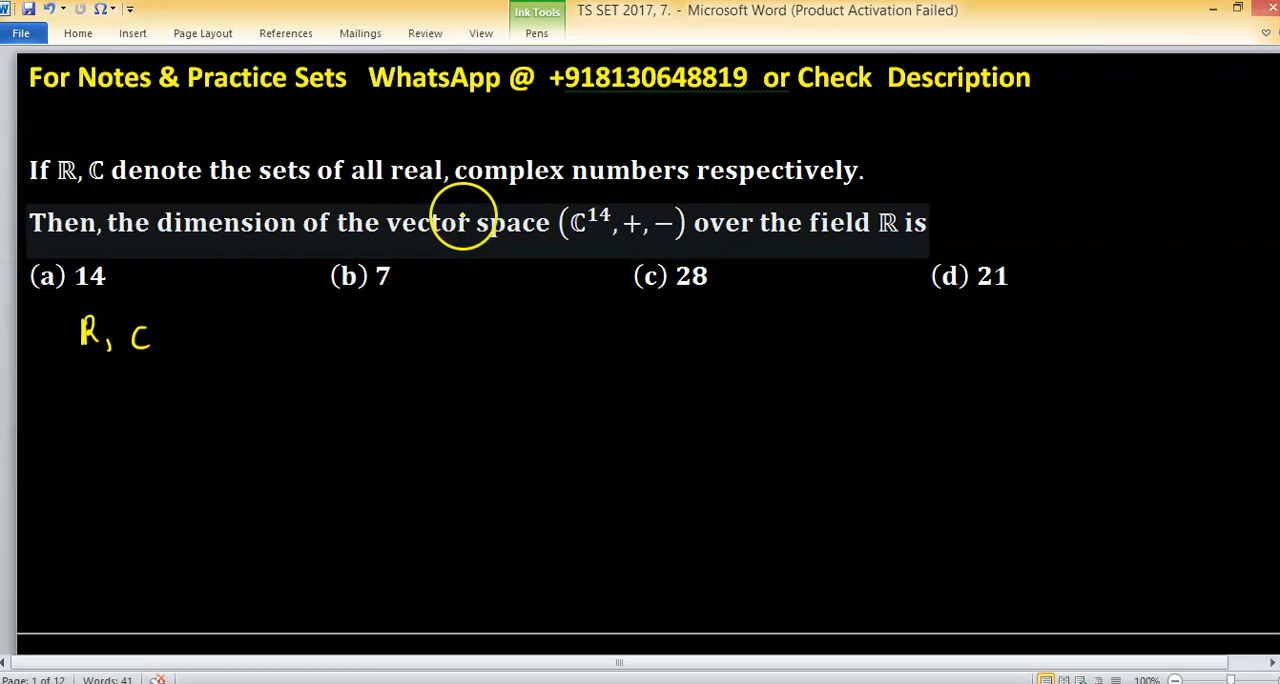 TS SET 2017, 7. - Microsoft Word (Product Activation Failed)
Ink Tools
File Home Insert Page Layout References Mailings Review View Pens
For Notes & Practice Sets WhatsApp @ +918130648819 or Check Description
If ℝ, ℂ denote the sets of all real, complex numbers respectively.
Then, the dimension of the vector space (ℂ¹⁴, +, −) over the field ℝ is
(a) 14 (b) 7 (c) 28 (d) 21
R, C
Page: 1 of 12 Words: 41 100%